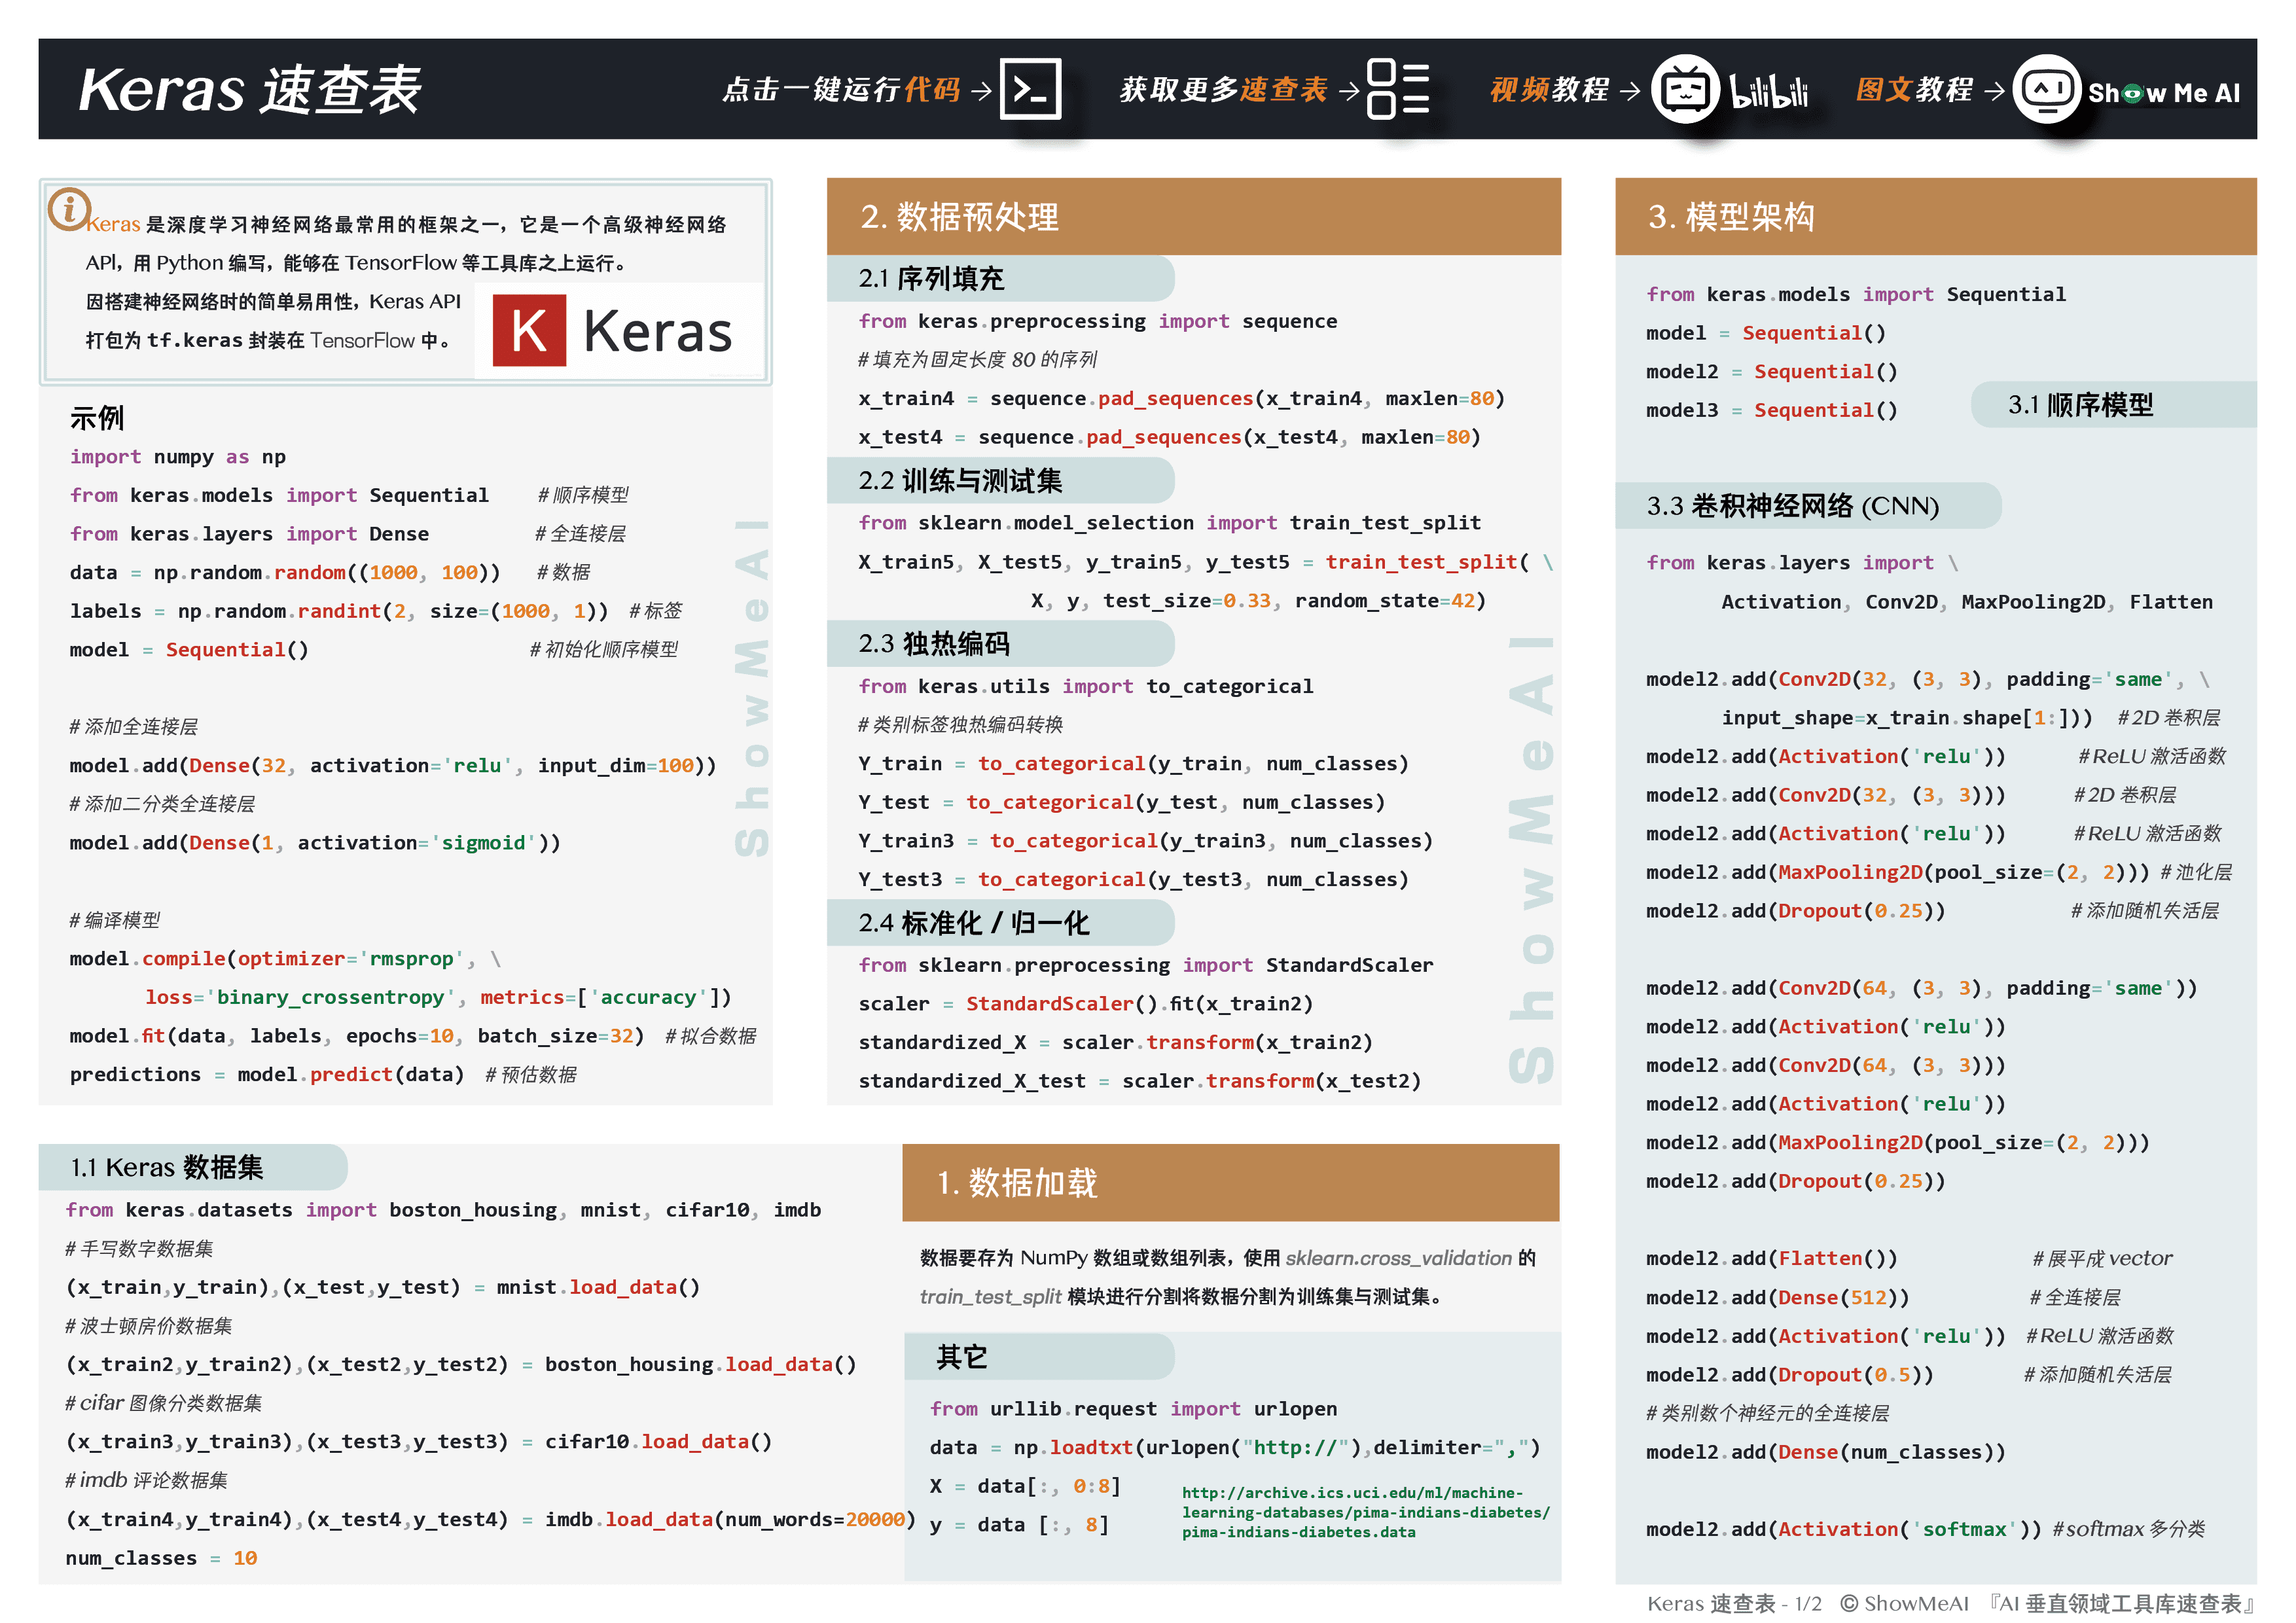 Keras 速查表
点击一键运行代码 →
获取更多速查表 →
视频教程 → bilibili
图文教程 → ShowMeAI
Keras 是深度学习神经网络最常用的框架之一，它是一个高级神经网络
API，用 Python 编写，能够在 TensorFlow 等工具库之上运行。
因搭建神经网络时的简单易用性，Keras API
打包为 tf.keras 封装在 TensorFlow 中。
K Keras
示例
import numpy as np
from keras.models import Sequential #顺序模型
from keras.layers import Dense #全连接层
data = np.random.random((1000, 100)) #数据
labels = np.random.randint(2, size=(1000, 1)) #标签
model = Sequential() #初始化顺序模型
#添加全连接层
model.add(Dense(32, activation='relu', input_dim=100))
#添加二分类全连接层
model.add(Dense(1, activation='sigmoid'))
#编译模型
model.compile(optimizer='rmsprop', \
loss='binary_crossentropy', metrics=['accuracy'])
model.fit(data, labels, epochs=10, batch_size=32) #拟合数据
predictions = model.predict(data) #预估数据
ShowMeAI
1.1 Keras 数据集
from keras.datasets import boston_housing, mnist, cifar10, imdb
#手写数字数据集
(x_train,y_train),(x_test,y_test) = mnist.load_data()
#波士顿房价数据集
(x_train2,y_train2),(x_test2,y_test2) = boston_housing.load_data()
#cifar 图像分类数据集
(x_train3,y_train3),(x_test3,y_test3) = cifar10.load_data()
#imdb 评论数据集
(x_train4,y_train4),(x_test4,y_test4) = imdb.load_data(num_words=20000)
num_classes = 10
1. 数据加载
数据要存为 NumPy 数组或数组列表，使用 sklearn.cross_validation 的
train_test_split 模块进行分割将数据分割为训练集与测试集。
其它
from urllib.request import urlopen
data = np.loadtxt(urlopen("http://"),delimiter=",")
X = data[:, 0:8]
y = data [:, 8]
http://archive.ics.uci.edu/ml/machine-
learning-databases/pima-indians-diabetes/
pima-indians-diabetes.data
2. 数据预处理
2.1 序列填充
from keras.preprocessing import sequence
#填充为固定长度 80 的序列
x_train4 = sequence.pad_sequences(x_train4, maxlen=80)
x_test4 = sequence.pad_sequences(x_test4, maxlen=80)
2.2 训练与测试集
from sklearn.model_selection import train_test_split
X_train5, X_test5, y_train5, y_test5 = train_test_split( \
X, y, test_size=0.33, random_state=42)
2.3 独热编码
from keras.utils import to_categorical
#类别标签独热编码转换
Y_train = to_categorical(y_train, num_classes)
Y_test = to_categorical(y_test, num_classes)
Y_train3 = to_categorical(y_train3, num_classes)
Y_test3 = to_categorical(y_test3, num_classes)
2.4 标准化 / 归一化
from sklearn.preprocessing import StandardScaler
scaler = StandardScaler().fit(x_train2)
standardized_X = scaler.transform(x_train2)
standardized_X_test = scaler.transform(x_test2)
ShowMeAI
3. 模型架构
from keras.models import Sequential
model = Sequential()
model2 = Sequential()
model3 = Sequential()
3.1 顺序模型
3.3 卷积神经网络 (CNN)
from keras.layers import \
Activation, Conv2D, MaxPooling2D, Flatten
model2.add(Conv2D(32, (3, 3), padding='same', \
input_shape=x_train.shape[1:])) #2D 卷积层
model2.add(Activation('relu')) #ReLU 激活函数
model2.add(Conv2D(32, (3, 3))) #2D 卷积层
model2.add(Activation('relu')) #ReLU 激活函数
model2.add(MaxPooling2D(pool_size=(2, 2))) #池化层
model2.add(Dropout(0.25)) #添加随机失活层
model2.add(Conv2D(64, (3, 3), padding='same'))
model2.add(Activation('relu'))
model2.add(Conv2D(64, (3, 3)))
model2.add(Activation('relu'))
model2.add(MaxPooling2D(pool_size=(2, 2)))
model2.add(Dropout(0.25))
model2.add(Flatten()) #展平成 vector
model2.add(Dense(512)) #全连接层
model2.add(Activation('relu')) #ReLU 激活函数
model2.add(Dropout(0.5)) #添加随机失活层
#类别数个神经元的全连接层
model2.add(Dense(num_classes))
model2.add(Activation('softmax')) #softmax 多分类
Keras 速查表 - 1/2 © ShowMeAI 『AI 垂直领域工具库速查表』